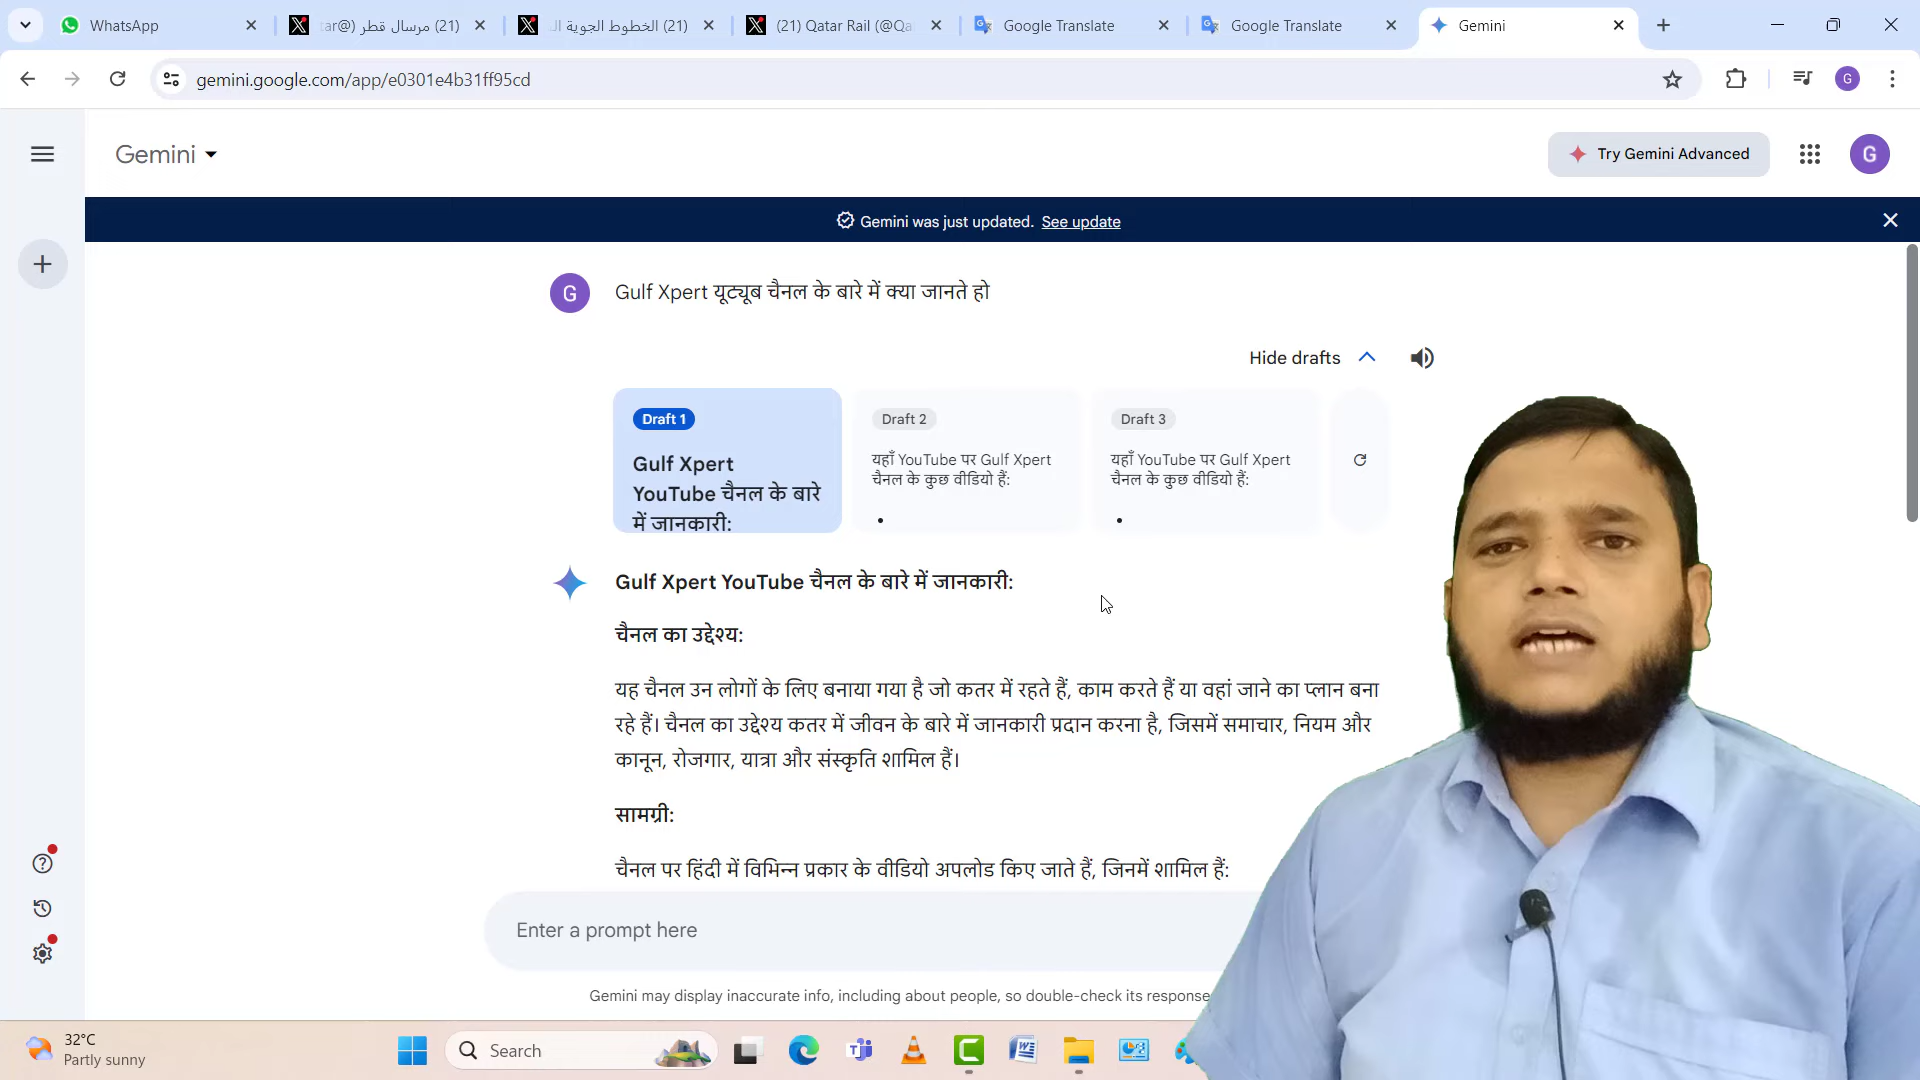 WhatsApp
(21) مرسال قطر (@ar
(21) الخطوط الجوية ال
(21) Qatar Rail (@Qa
Google Translate
Google Translate
Gemini
gemini.google.com/app/e0301e4b31ff95cd
G
Gemini
Try Gemini Advanced
G
Gemini was just updated. See update
G
Gulf Xpert यूट्यूब चैनल के बारे में क्या जानते हो
Hide drafts
Draft 1
Gulf Xpert
YouTube चैनल के बारे
में जानकारी:
Draft 2
यहाँ YouTube पर Gulf Xpert
चैनल के कुछ वीडियो हैं:
Draft 3
यहाँ YouTube पर Gulf Xpert
चैनल के कुछ वीडियो हैं:
Gulf Xpert YouTube चैनल के बारे में जानकारी:
चैनल का उद्देश्य:
यह चैनल उन लोगों के लिए बनाया गया है जो कतर में रहते हैं, काम करते हैं या वहां जाने का प्लान बना
रहे हैं। चैनल का उद्देश्य कतर में जीवन के बारे में जानकारी प्रदान करना है, जिसमें समाचार, नियम और
कानून, रोजगार, यात्रा और संस्कृति शामिल हैं।
सामग्री:
चैनल पर हिंदी में विभिन्न प्रकार के वीडियो अपलोड किए जाते हैं, जिनमें शामिल हैं:
Enter a prompt here
Gemini may display inaccurate info, including about people, so double-check its response
32°C
Partly sunny
Search